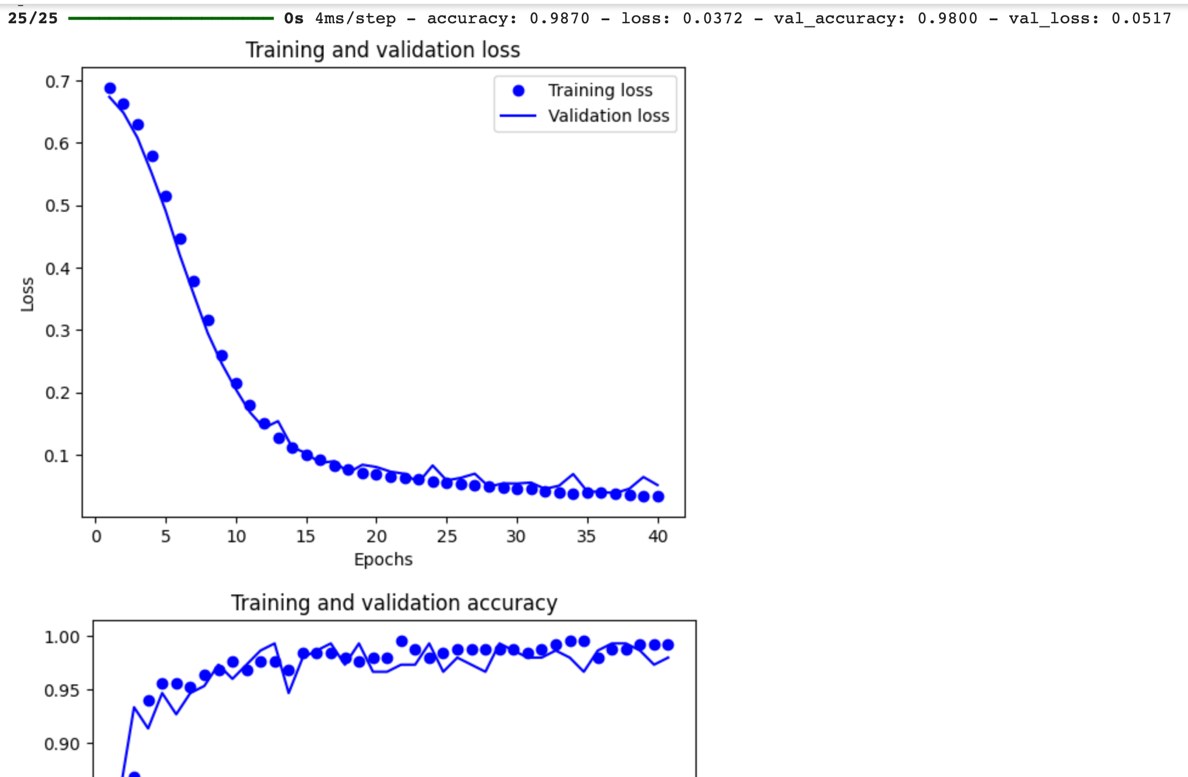 25/25 0s 4ms/step - accuracy: 0.9870 - loss: 0.0372 - val_accuracy: 0.9800 - val_loss: 0.0517
Training and validation loss
0.7
0.6
0.5
0.4
0.3
0.2
0.1
Loss
Training loss
Validation loss
0 5 10 15 20 25 30 35 40
Epochs
Training and validation accuracy
1.00
0.95
0.90